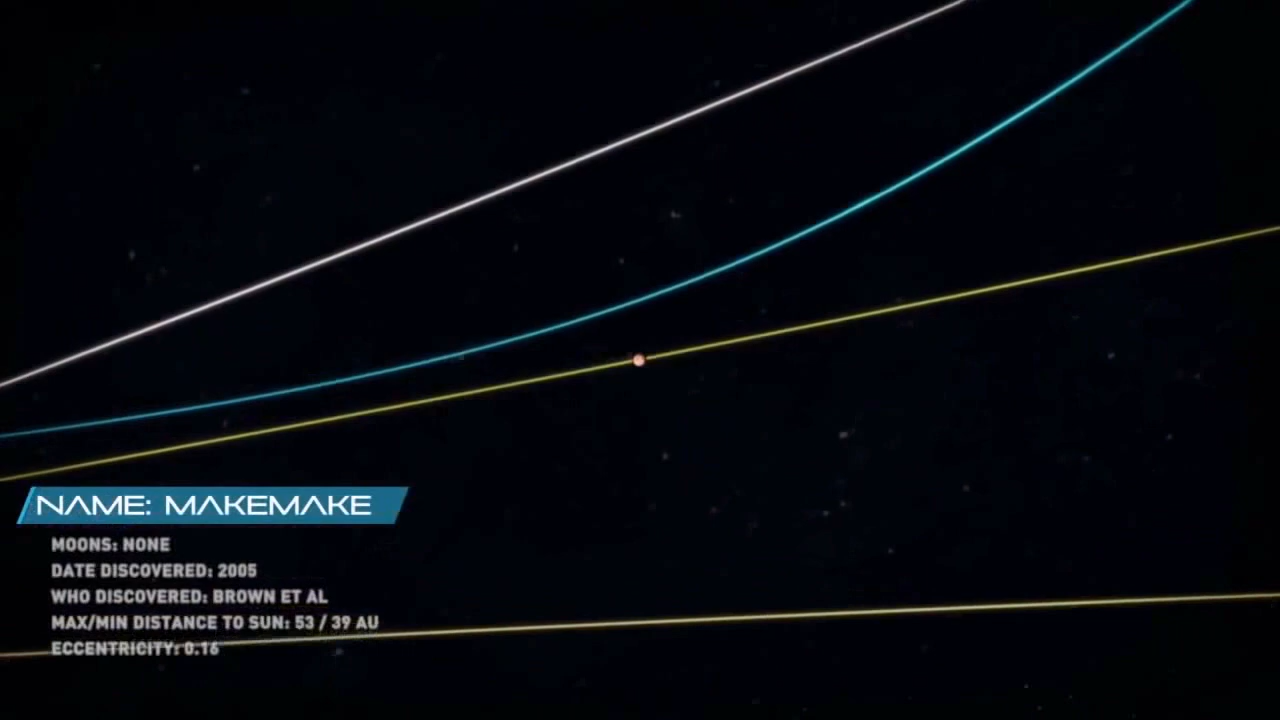 NAME: MAKEMAKE
MOONS: NONE
DATE DISCOVERED: 2005
WHO DISCOVERED: BROWN ET AL
MAX/MIN DISTANCE TO SUN: 53 / 39 AU
ECCENTRICITY: 0.16